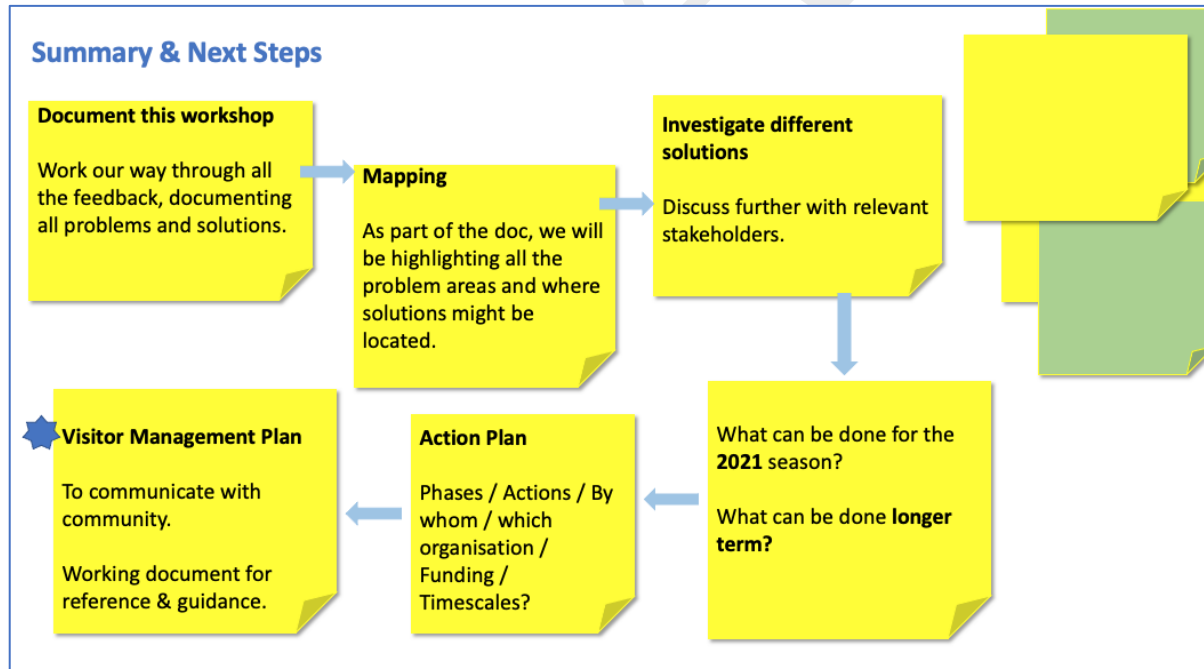 Summary & Next Steps
Document this workshop
Work our way through all
the feedback, documenting
all problems and solutions.
Mapping
As part of the doc, we will
be highlighting all the
problem areas and where
solutions might be
located.
Investigate different
solutions
Discuss further with relevant
stakeholders.
What can be done for the
2021 season?
What can be done longer
term?
Action Plan
Phases / Actions / By
whom / which
organisation /
Funding /
Timescales?
Visitor Management Plan
To communicate with
community.
Working document for
reference & guidance.